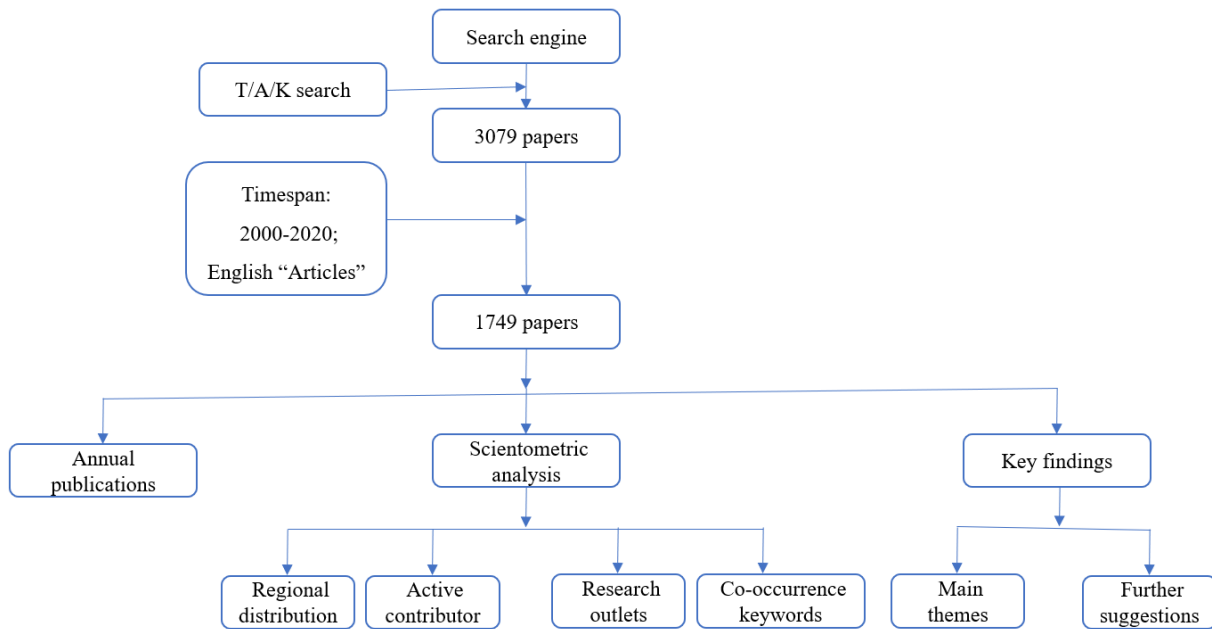 Search engine
T/A/K search
3079 papers
Timespan:
2000-2020;
English “Articles”
1749 papers
Annual
publications
Scientometric
analysis
Key findings
Regional
distribution
Active
contributor
Research
outlets
Co-occurrence
keywords
Main
themes
Further
suggestions